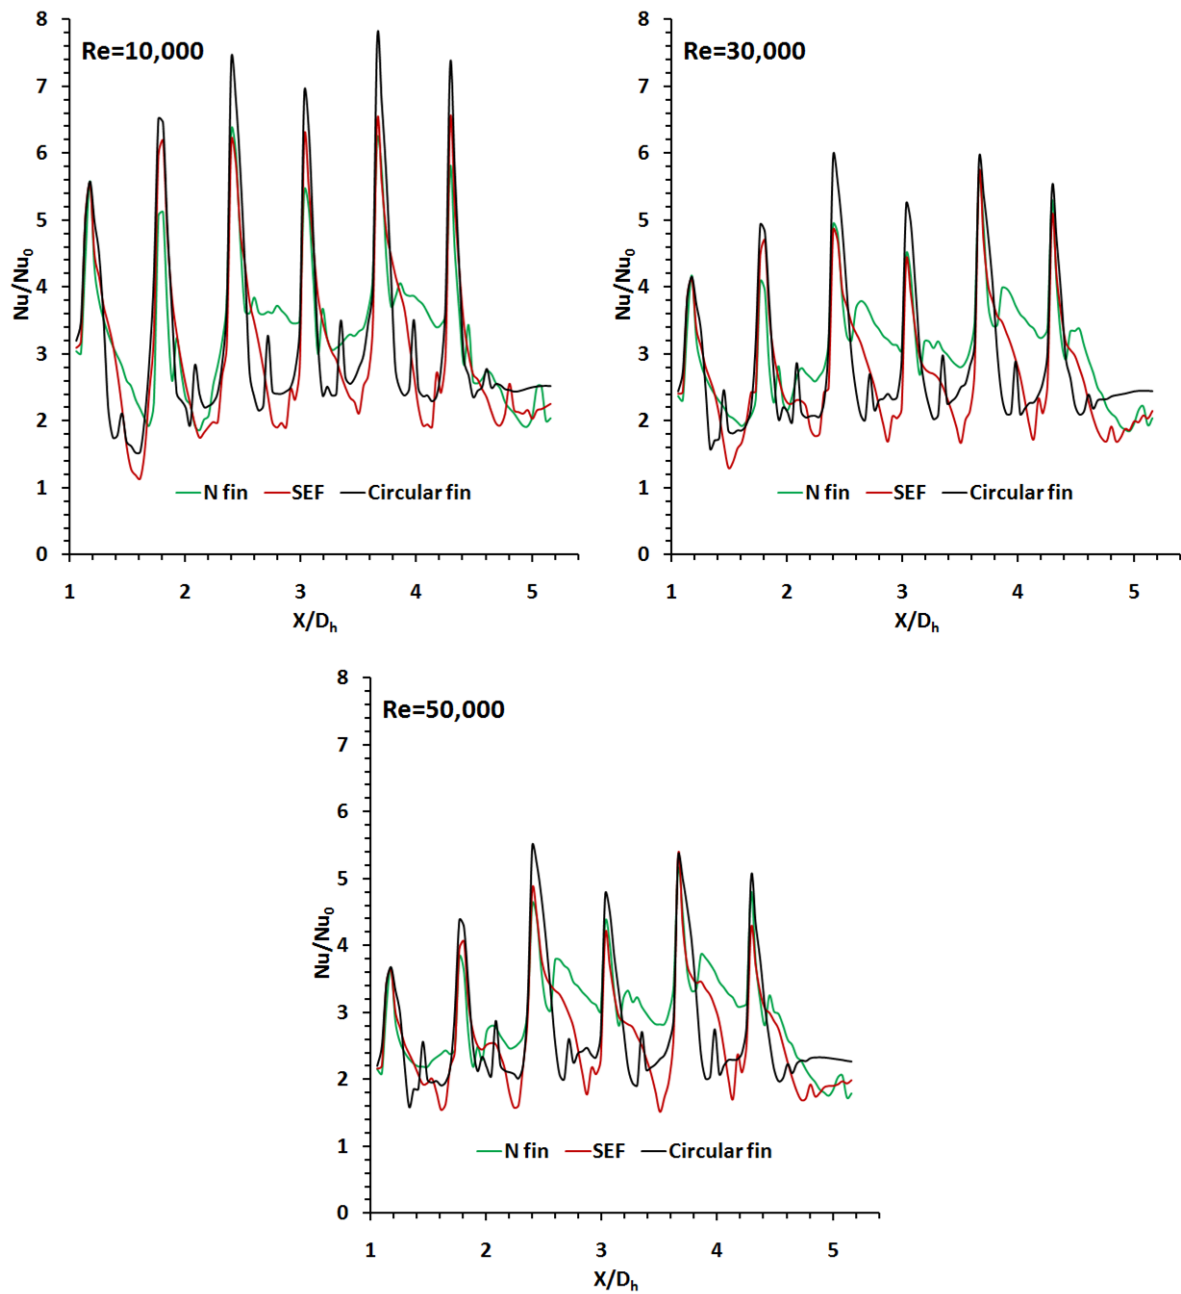 Re=10,000
Nu/Nu₀
8
7
6
5
4
3
2
1
0
N fin SEF Circular fin
1 2 3 4 5
X/Dₕ
Re=30,000
Nu/Nu₀
8
7
6
5
4
3
2
1
0
N fin SEF Circular fin
1 2 3 4 5
X/Dₕ
Re=50,000
Nu/Nu₀
8
7
6
5
4
3
2
1
0
N fin SEF Circular fin
1 2 3 4 5
X/Dₕ